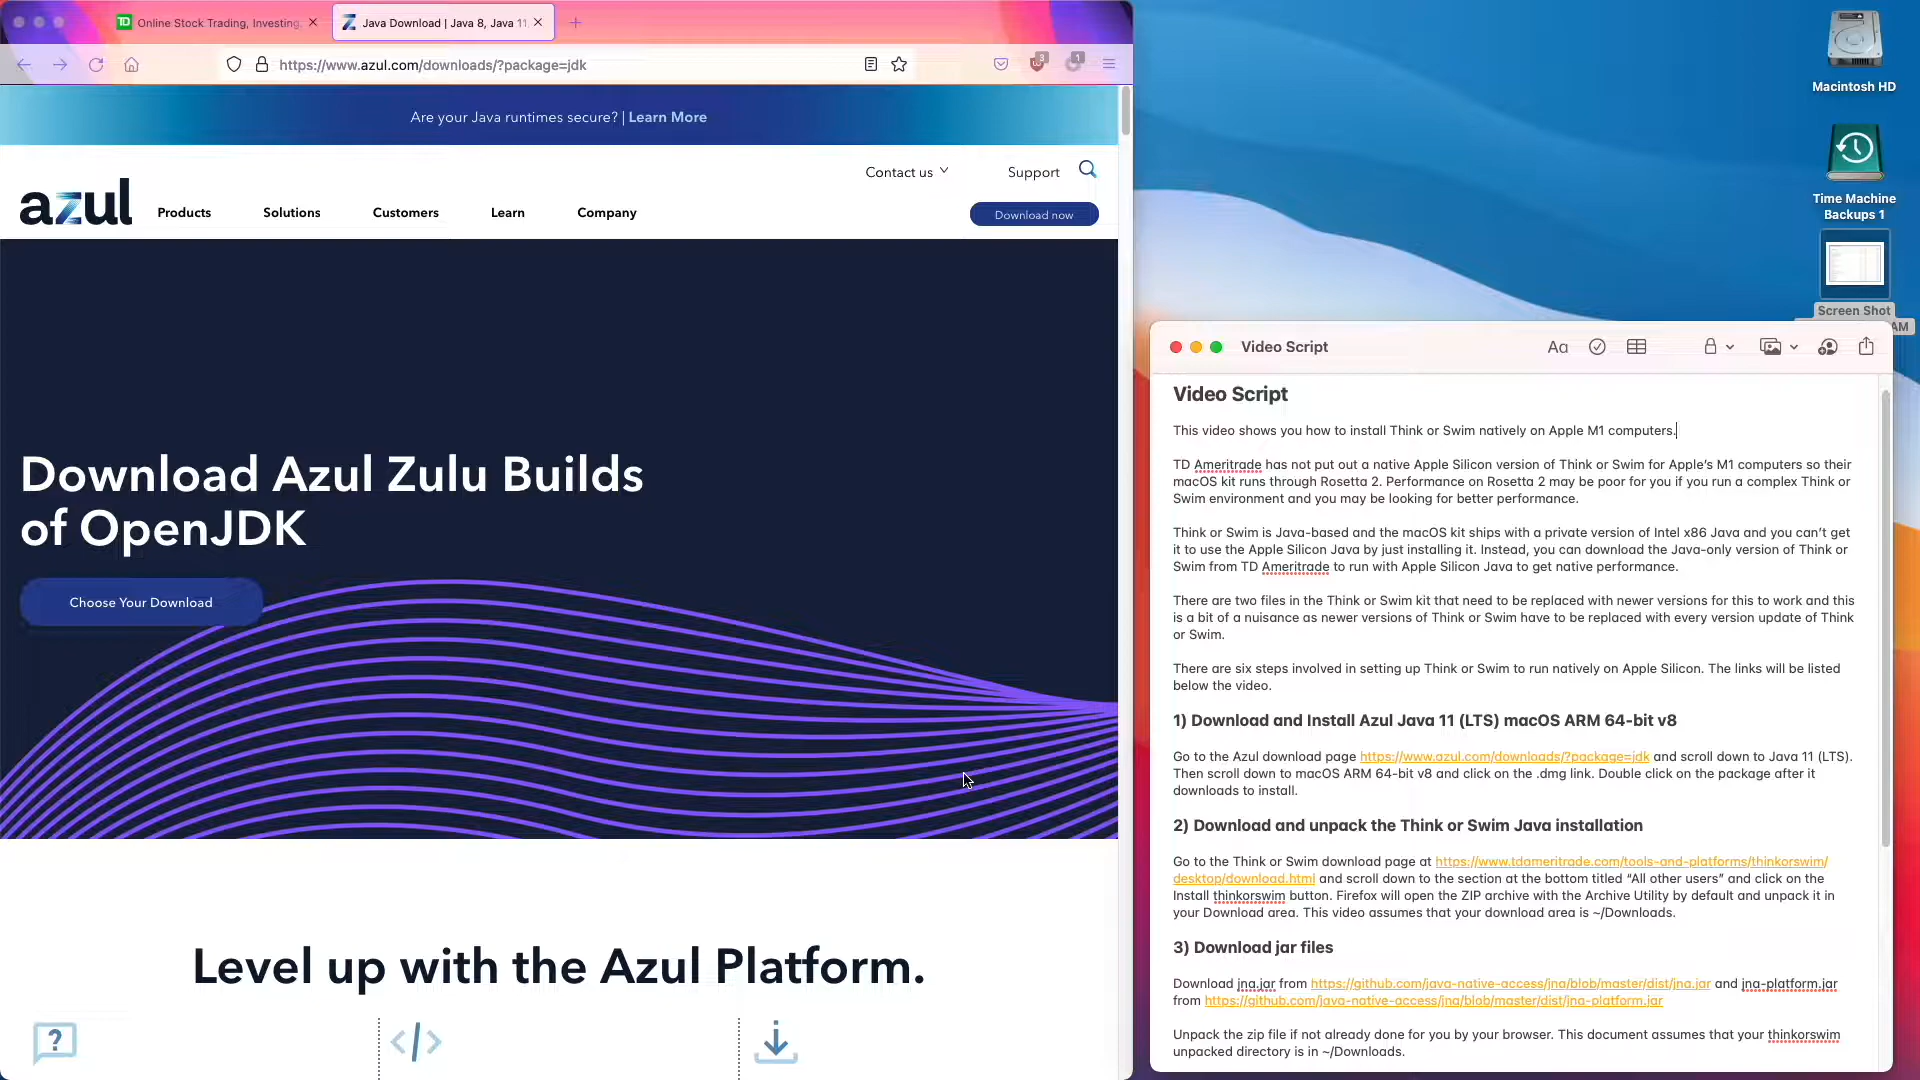 Online Stock Trading, Investing,
Java Download | Java 8, Java 11
https://www.azul.com/downloads/?package=jdk
3
1
Are your Java runtimes secure? | Learn More
Contact us
Support
azul
Products
Solutions
Customers
Learn
Company
Download now
Download Azul Zulu Builds
of OpenJDK
Choose Your Download
Level up with the Azul Platform.
Macintosh HD
Time Machine
Backups 1
Screen Shot
AM
Video Script
Aa
Video Script
This video shows you how to install Think or Swim natively on Apple M1 computers.
TD Ameritrade has not put out a native Apple Silicon version of Think or Swim for Apple’s M1 computers so their
macOS kit runs through Rosetta 2. Performance on Rosetta 2 may be poor for you if you run a complex Think or
Swim environment and you may be looking for better performance.
Think or Swim is Java-based and the macOS kit ships with a private version of Intel x86 Java and you can’t get
it to use the Apple Silicon Java by just installing it. Instead, you can download the Java-only version of Think or
Swim from TD Ameritrade to run with Apple Silicon Java to get native performance.
There are two files in the Think or Swim kit that need to be replaced with newer versions for this to work and this
is a bit of a nuisance as newer versions of Think or Swim have to be replaced with every version update of Think
or Swim.
There are six steps involved in setting up Think or Swim to run natively on Apple Silicon. The links will be listed
below the video.
1) Download and Install Azul Java 11 (LTS) macOS ARM 64-bit v8
Go to the Azul download page https://www.azul.com/downloads/?package=jdk and scroll down to Java 11 (LTS).
Then scroll down to macOS ARM 64-bit v8 and click on the .dmg link. Double click on the package after it
downloads to install.
2) Download and unpack the Think or Swim Java installation
Go to the Think or Swim download page at https://www.tdameritrade.com/tools-and-platforms/thinkorswim/
desktop/download.html and scroll down to the section at the bottom titled “All other users” and click on the
Install thinkorswim button. Firefox will open the ZIP archive with the Archive Utility by default and unpack it in
your Download area. This video assumes that your download area is ~/Downloads.
3) Download jar files
Download jna.jar from https://github.com/java-native-access/jna/blob/master/dist/jna.jar and jna-platform.jar
from https://github.com/java-native-access/jna/blob/master/dist/jna-platform.jar
Unpack the zip file if not already done for you by your browser. This document assumes that your thinkorswim
unpacked directory is in ~/Downloads.